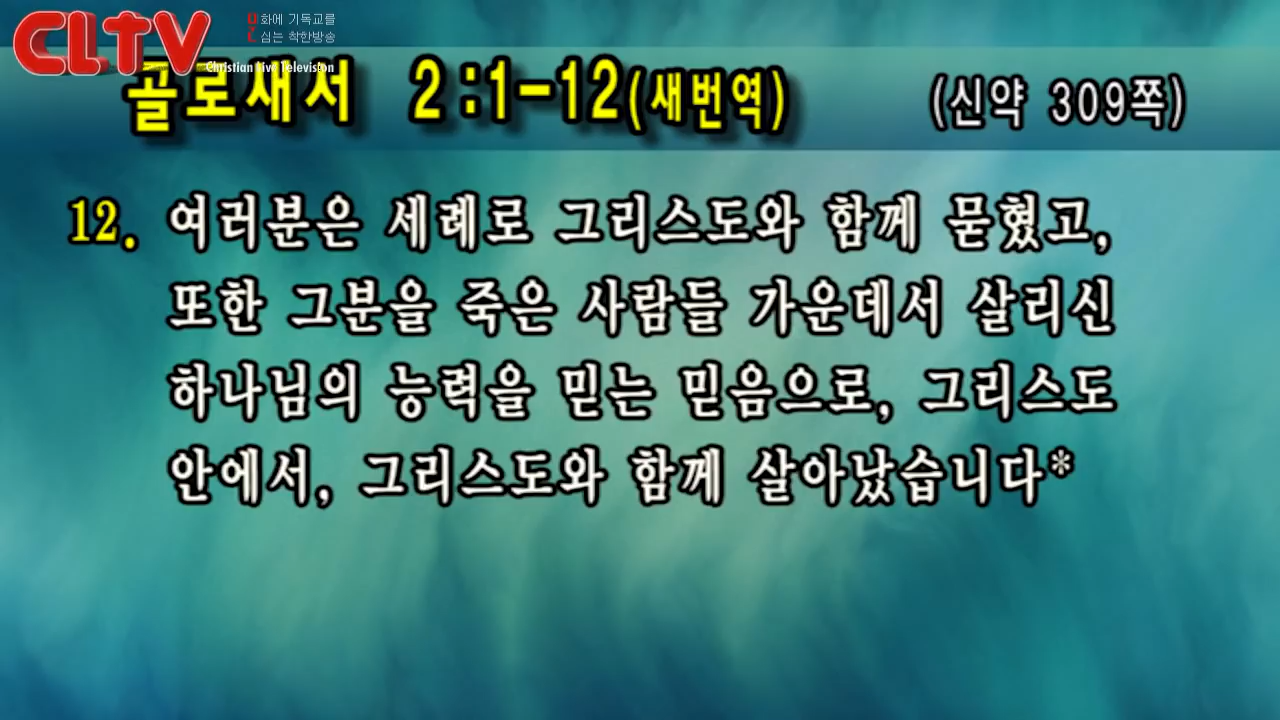 CLTV
문화에 기독교를
심는 착한방송
Christian Live Television
골로새서 2:1-12(새번역)
(신약 309쪽)
12. 여러분은 세례로 그리스도와 함께 묻혔고,
또한 그분을 죽은 사람들 가운데서 살리신
하나님의 능력을 믿는 믿음으로, 그리스도
안에서, 그리스도와 함께 살아났습니다*